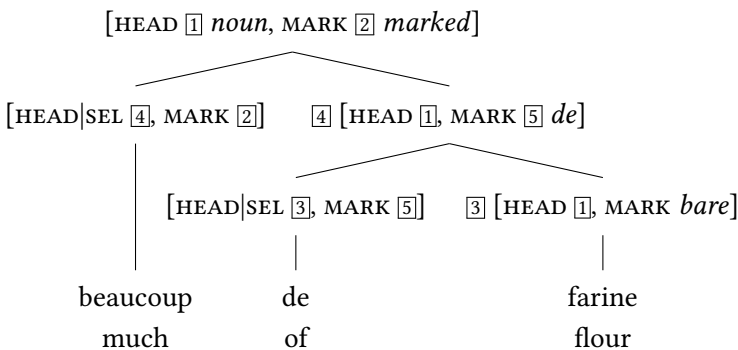 [HEAD 1 noun, MARK 2 marked]
[HEAD|SEL 4, MARK 2] 4 [HEAD 1, MARK 5 de]
[HEAD|SEL 3, MARK 5] 3 [HEAD 1, MARK bare]
beaucoup de farine
much of flour